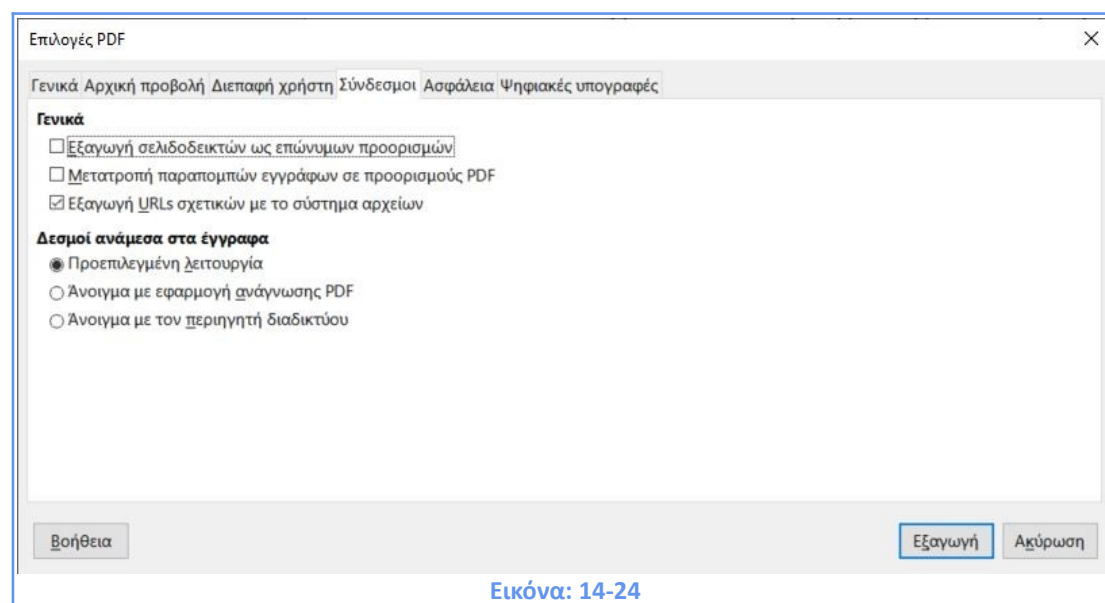 Επιλογές PDF
Γενικά Αρχική προβολή Διεπαφή χρήστη Σύνδεσμοι Ασφάλεια Ψηφιακές υπογραφές
Γενικά
Εξαγωγή σελιδοδεικτών ως επώνυμων προορισμών
Μετατροπή παραπομπών εγγράφων σε προορισμούς PDF
Εξαγωγή URLs σχετικών με το σύστημα αρχείων
Δεσμοί ανάμεσα στα έγγραφα
Προεπιλεγμένη λειτουργία
Άνοιγμα με εφαρμογή ανάγνωσης PDF
Άνοιγμα με τον περιηγητή διαδικτύου
Βοήθεια Εξαγωγή Ακύρωση
Εικόνα: 14-24